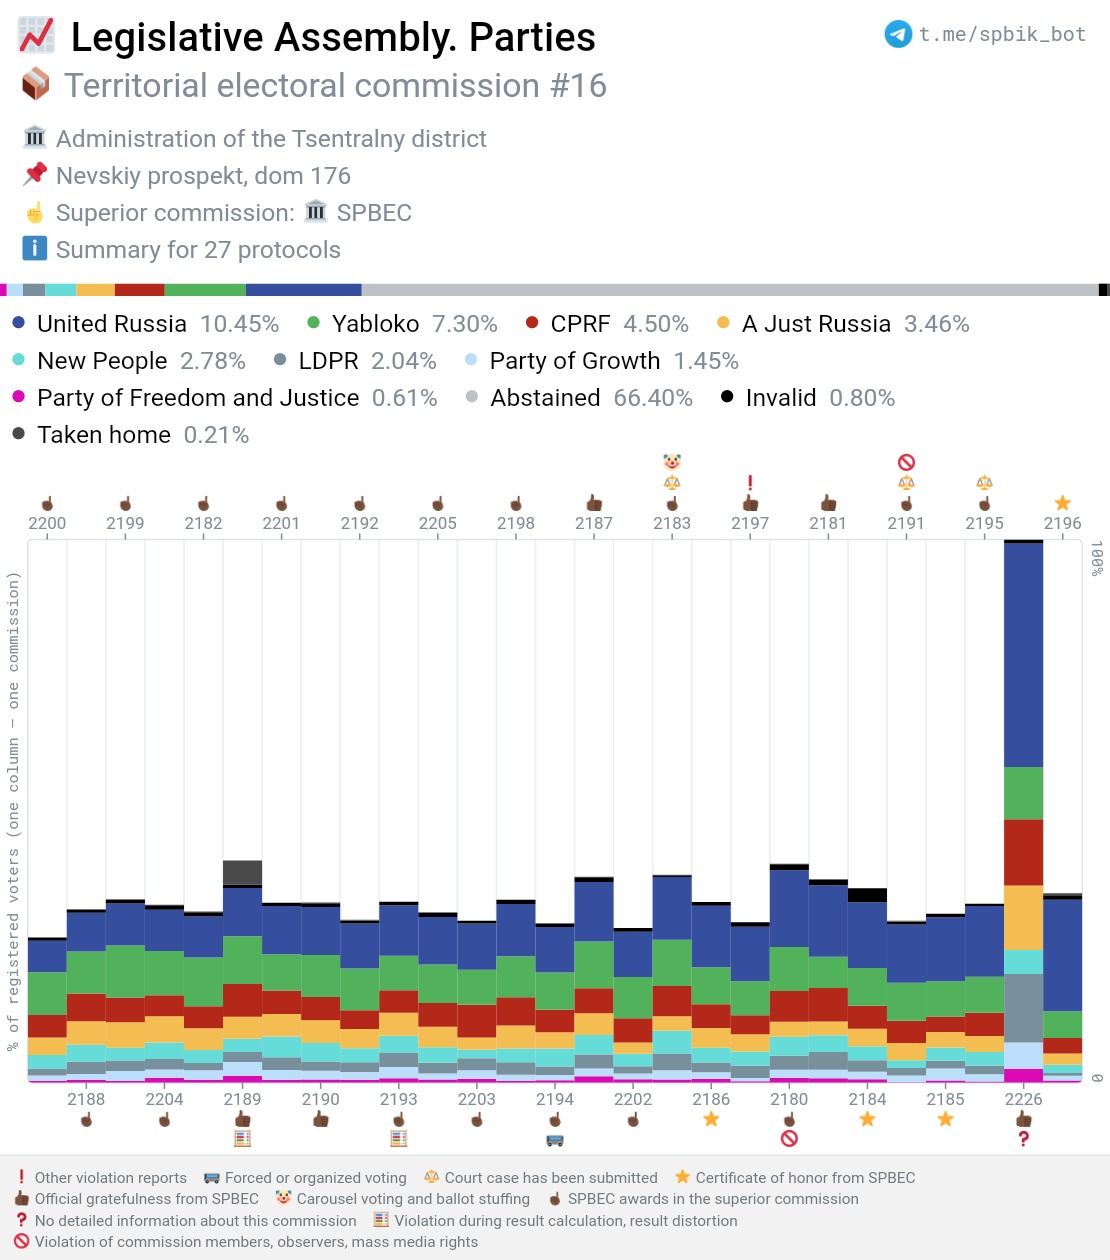 Legislative Assembly. Parties
t.me/spbik_bot
Territorial electoral commission #16
Administration of the Tsentralny district
Nevskiy prospekt, dom 176
Superior commission: SPBEC
Summary for 27 protocols
United Russia 10.45% Yabloko 7.30% CPRF 4.50% A Just Russia 3.46%
New People 2.78% LDPR 2.04% Party of Growth 1.45%
Party of Freedom and Justice 0.61% Abstained 66.40% Invalid 0.80%
Taken home 0.21%
2200 2199 2182 2201 2192 2205 2198 2187 2183 2197 2181 2191 2195 2196
100%
% of registered voters (one column – one commission)
0
2188 2204 2189 2190 2193 2203 2194 2202 2186 2180 2184 2185 2226
Other violation reports Forced or organized voting Court case has been submitted Certificate of honor from SPBEC
Official gratefulness from SPBEC Carousel voting and ballot stuffing SPBEC awards in the superior commission
No detailed information about this commission Violation during result calculation, result distortion
Violation of commission members, observers, mass media rights